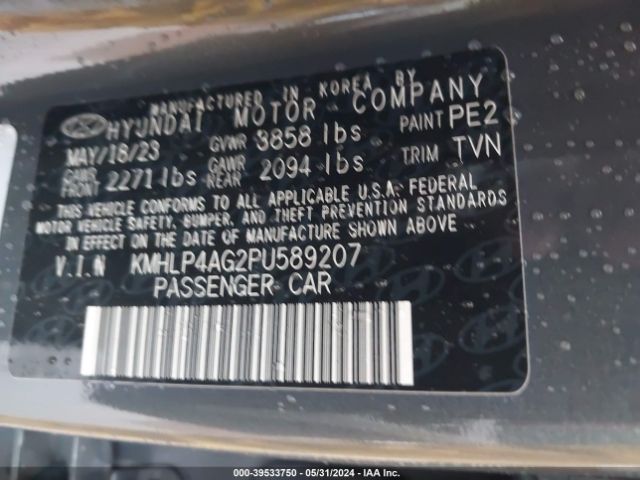 MANUFACTURED IN KOREA BY
HYUNDAI MOTOR COMPANY
MAY/16/23 GVWR 3858 lbs PAINT PE2
GAWR FRONT 2271 lbs GAWR REAR 2094 lbs TRIM TVN
THIS VEHICLE CONFORMS TO ALL APPLICABLE U.S.A. FEDERAL
MOTOR VEHICLE SAFETY, BUMPER, AND THEFT PREVENTION STANDARDS
IN EFFECT ON THE DATE OF MANUFACTURE SHOWN ABOVE
V.I.N KMHLP4AG2PU589207
PASSENGER CAR
000-39533750 - 05/31/2024 - IAA Inc.